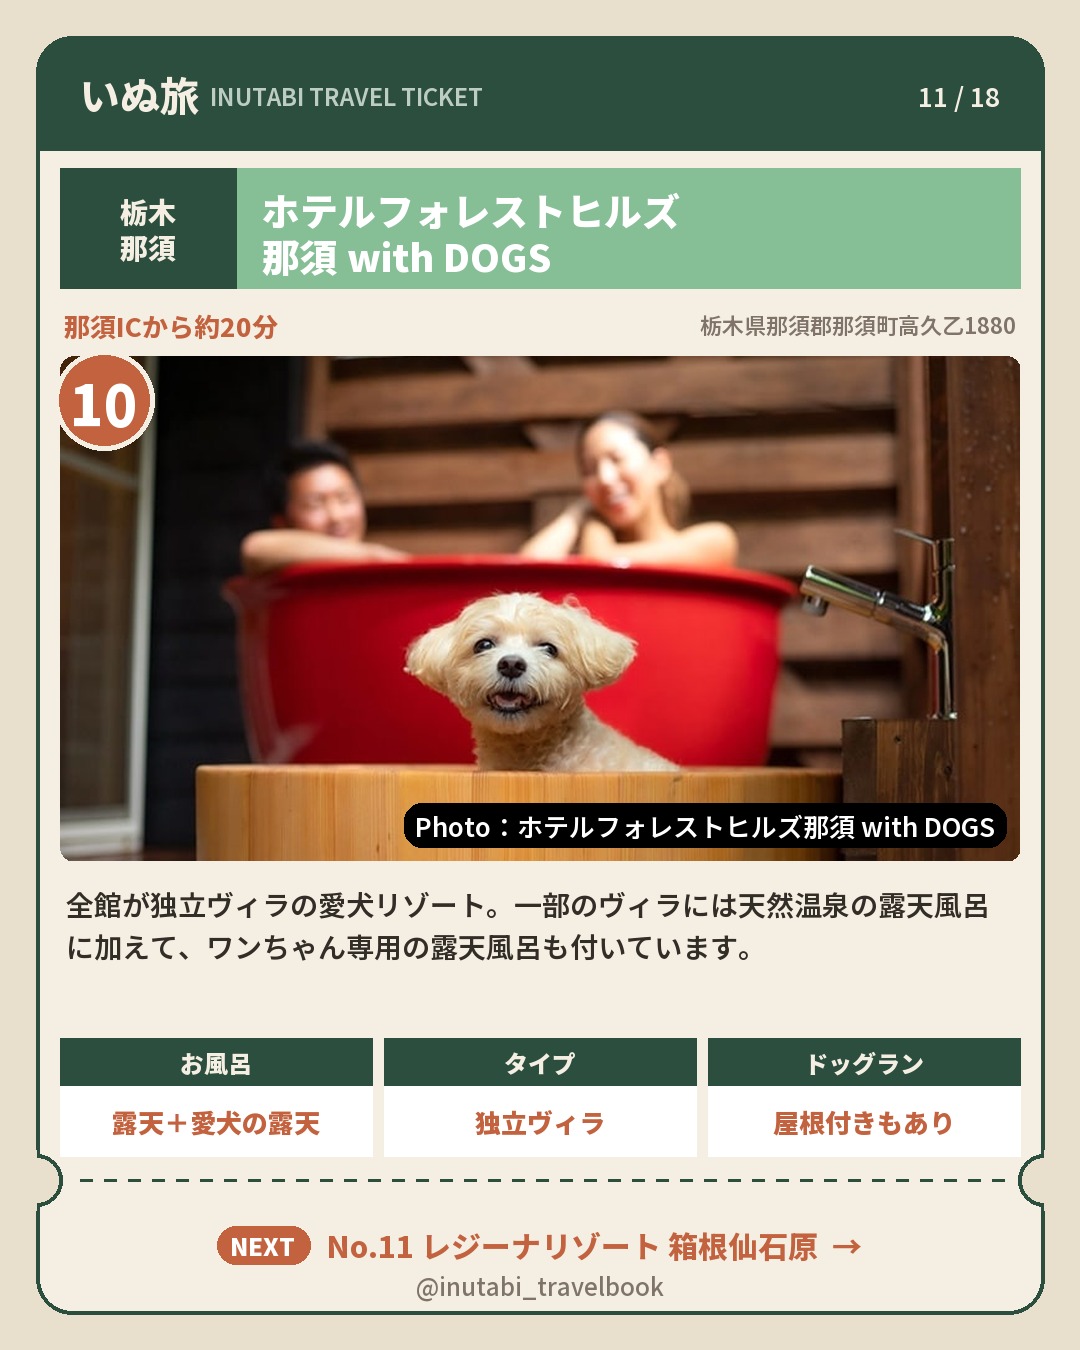 いぬ旅 INUTABI TRAVEL TICKET
11 / 18
栃木
那須
ホテルフォレストヒルズ
那須 with DOGS
那須ICから約20分
栃木県那須郡那須町高久乙1880
10
Photo：ホテルフォレストヒルズ那須 with DOGS
全館が独立ヴィラの愛犬リゾート。一部のヴィラには天然温泉の露天風呂
に加えて、ワンちゃん専用の露天風呂も付いています。
お風呂
露天＋愛犬の露天
タイプ
独立ヴィラ
ドッグラン
屋根付きもあり
NEXT No.11 レジーナリゾート 箱根仙石原 →
@inutabi_travelbook